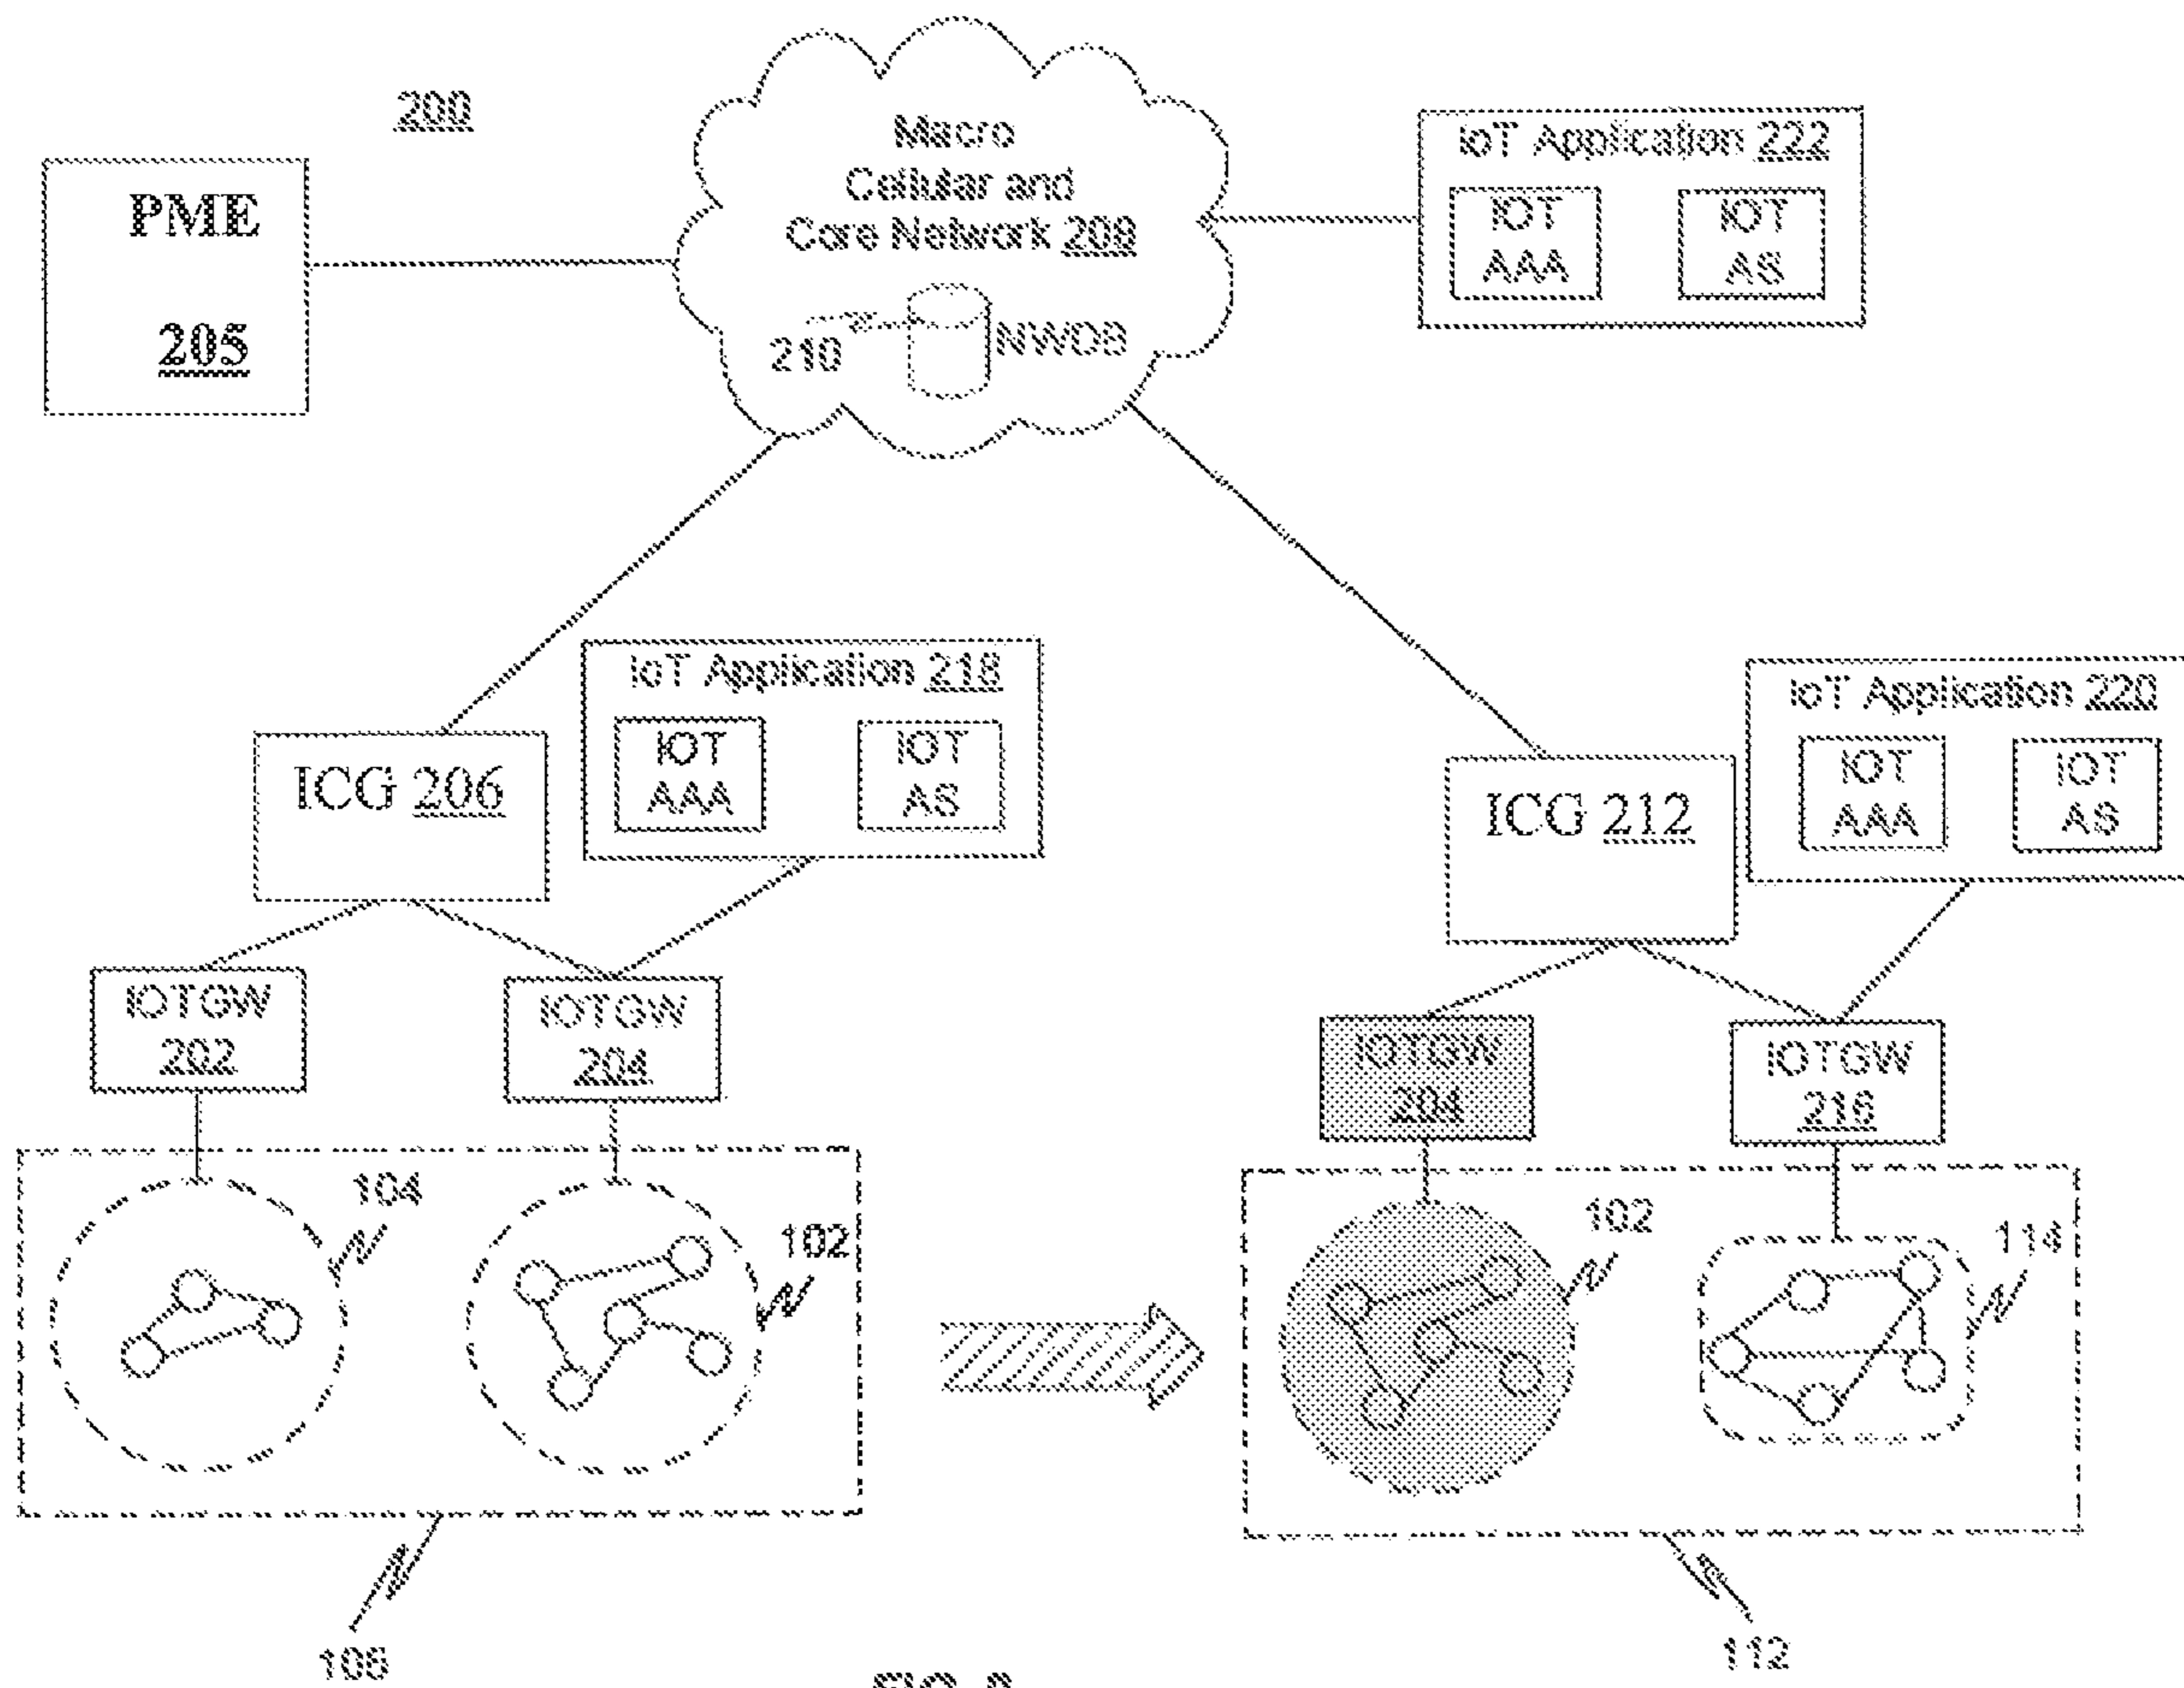 200
PME
205
Macro
Cellular and
Core Network 209
210
NWDB
IoT Application 222
IOT
AAA
IOT
AS
ICG 206
IoT Application 218
IOT
AAA
IOT
AS
ICG 212
IoT Application 220
IOT
AAA
IOT
AS
IOTGW
202
IOTGW
204
IOTGW
204
IOTGW
216
104
102
102
114
112